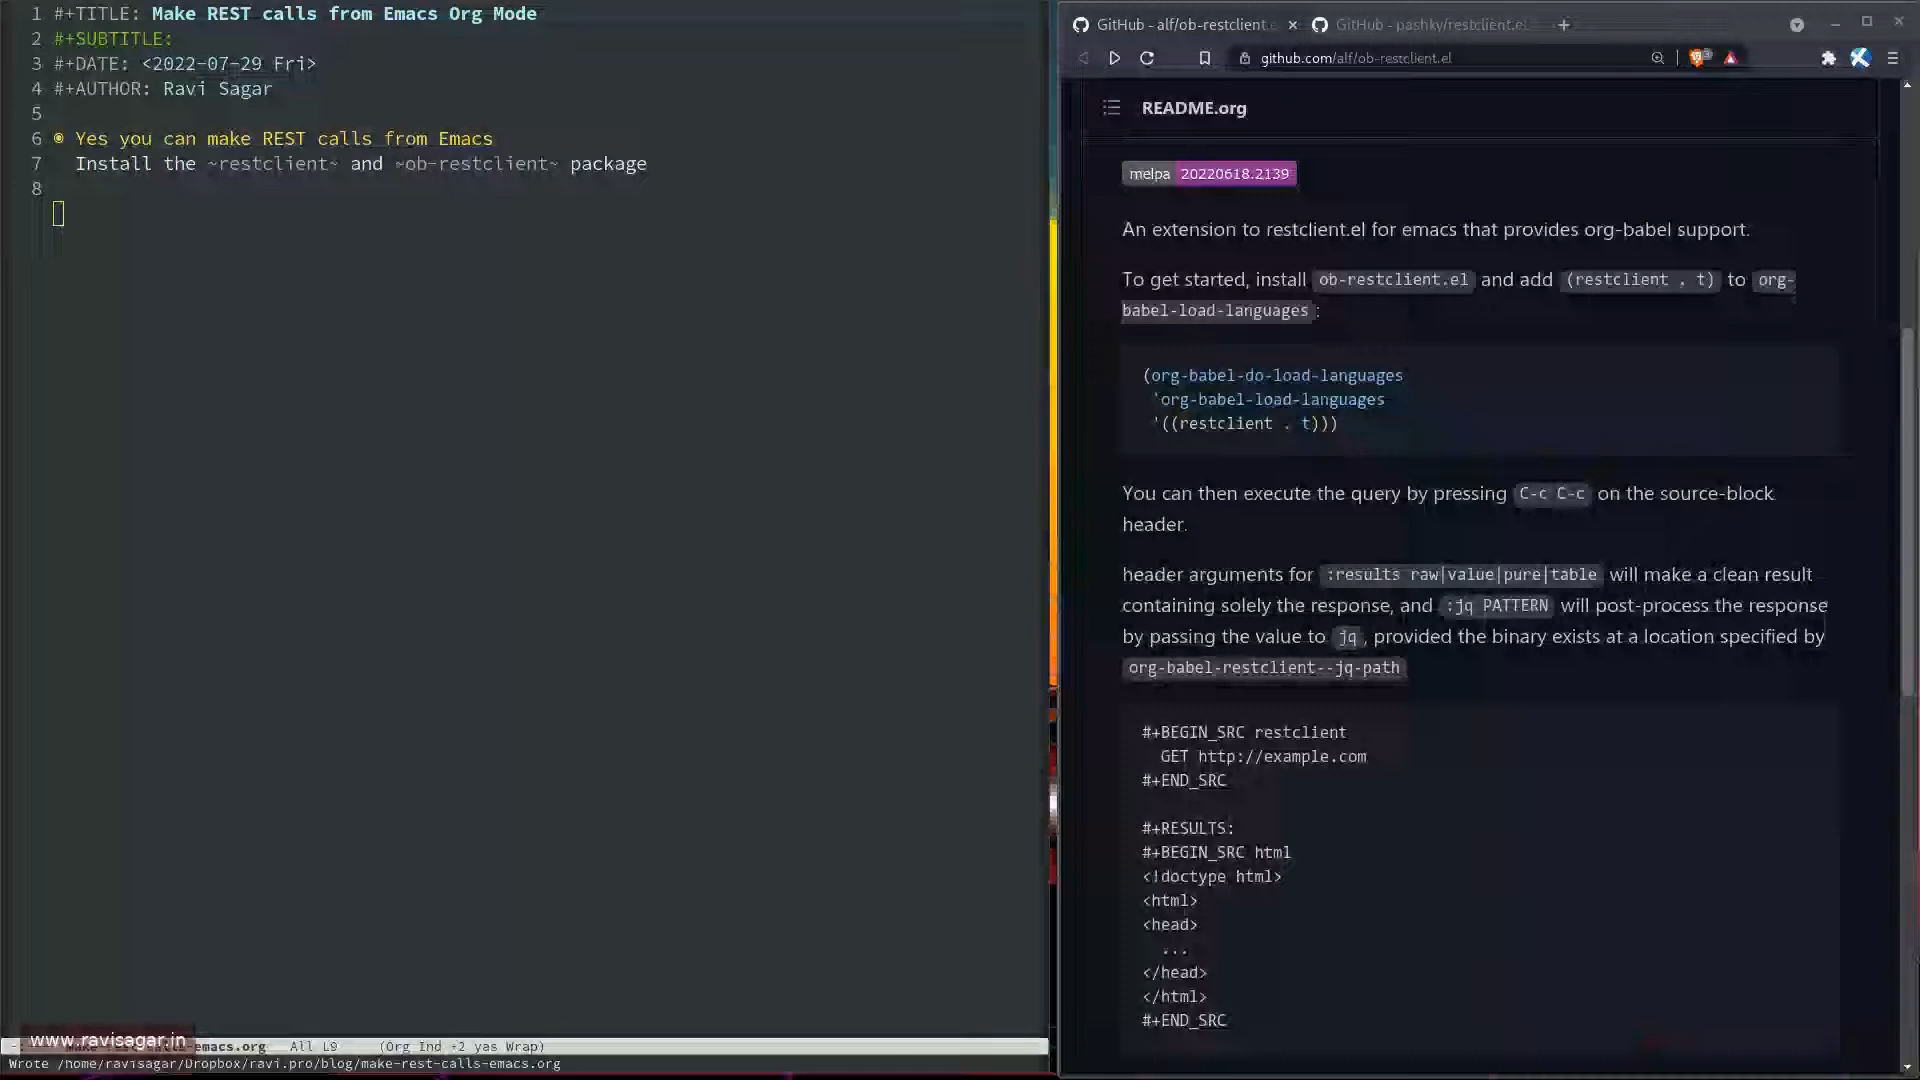 1 #+TITLE: Make REST calls from Emacs Org Mode
2 #+SUBTITLE:
3 #+DATE: <2022-07-29 Fri>
4 #+AUTHOR: Ravi Sagar
5
6 Yes you can make REST calls from Emacs
7 Install the ~restclient~ and ~ob-restclient~ package
8
www.ravisagar.in
emacs.org All L9 (Org Ind +2 yas Wrap)
Wrote /home/ravisagar/Dropbox/ravi.pro/blog/make-rest-calls-emacs.org
GitHub - alf/ob-restclient.e
GitHub - pashky/restclient.el
github.com/alf/ob-restclient.el
README.org
melpa 20220618.2139
An extension to restclient.el for emacs that provides org-babel support.
To get started, install ob-restclient.el and add (restclient . t) to org-
babel-load-languages :
(org-babel-do-load-languages
'org-babel-load-languages
'((restclient . t)))
You can then execute the query by pressing C-c C-c on the source-block
header.
header arguments for :results raw|value|pure|table will make a clean result
containing solely the response, and :jq PATTERN will post-process the response
by passing the value to jq , provided the binary exists at a location specified by
org-babel-restclient--jq-path
#+BEGIN_SRC restclient
GET http://example.com
#+END_SRC
#+RESULTS:
#+BEGIN_SRC html
<!doctype html>
<html>
<head>
...
</head>
</html>
#+END_SRC